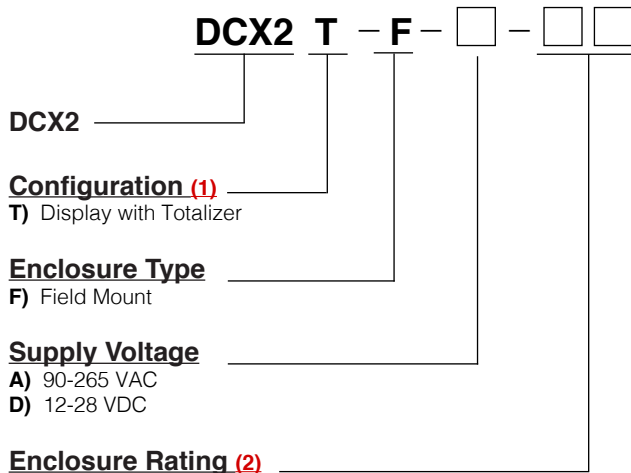 DCX2 T – F – □ – □ □
DCX2
Configuration (1)
T) Display with Totalizer
Enclosure Type
F) Field Mount
Supply Voltage
A) 90-265 VAC
D) 12-28 VDC
Enclosure Rating (2)